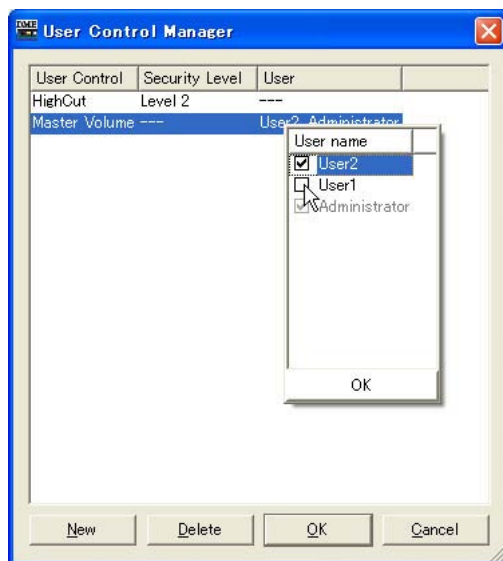 DME User Control Manager
User Control Security Level User
HighCut Level 2 ---
Master Volume --- User2, Administrator
User name
User2
User1
Administrator
OK
New Delete OK Cancel